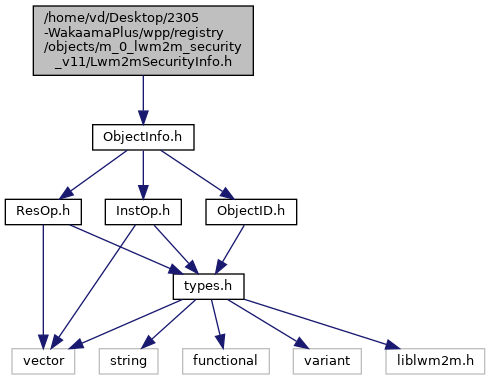 /home/vd/Desktop/2305
-WakaamaPlus/wpp/registry
/objects/m_0_lwm2m_security
_v11/Lwm2mSecurityInfo.h
ObjectInfo.h
ResOp.h
InstOp.h
ObjectID.h
types.h
vector
string
functional
variant
liblwm2m.h